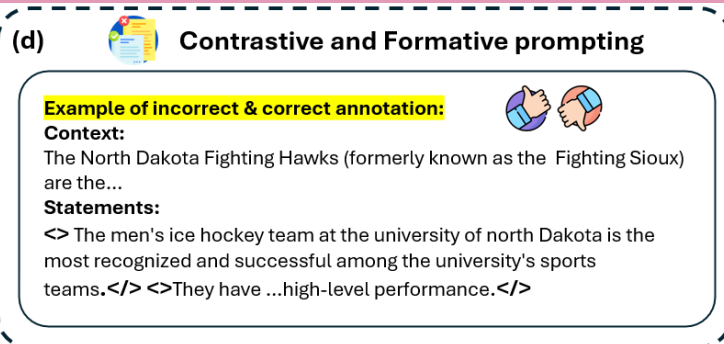 (d) Contrastive and Formative prompting
Example of incorrect & correct annotation:
Context:
The North Dakota Fighting Hawks (formerly known as the Fighting Sioux)
are the...
Statements:
<> The men's ice hockey team at the university of north Dakota is the
most recognized and successful among the university's sports
teams.</> <>They have ...high-level performance.</>